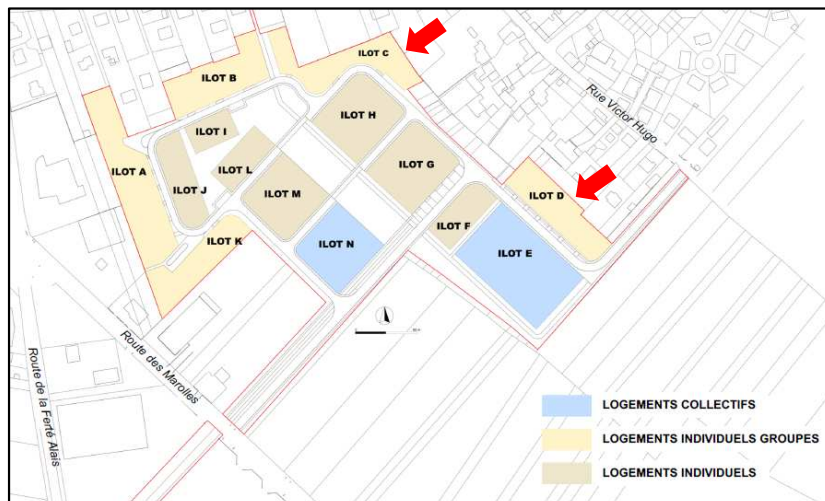 ILOT C
ILOT B
Rue Victor Hugo
ILOT H
ILOT I
ILOT G
ILOT A
ILOT L
ILOT J
ILOT M
ILOT D
ILOT F
ILOT K
ILOT N
ILOT E
Route des Marolles
Route de la Ferté Alais
LOGEMENTS COLLECTIFS
LOGEMENTS INDIVIDUELS GROUPES
LOGEMENTS INDIVIDUELS